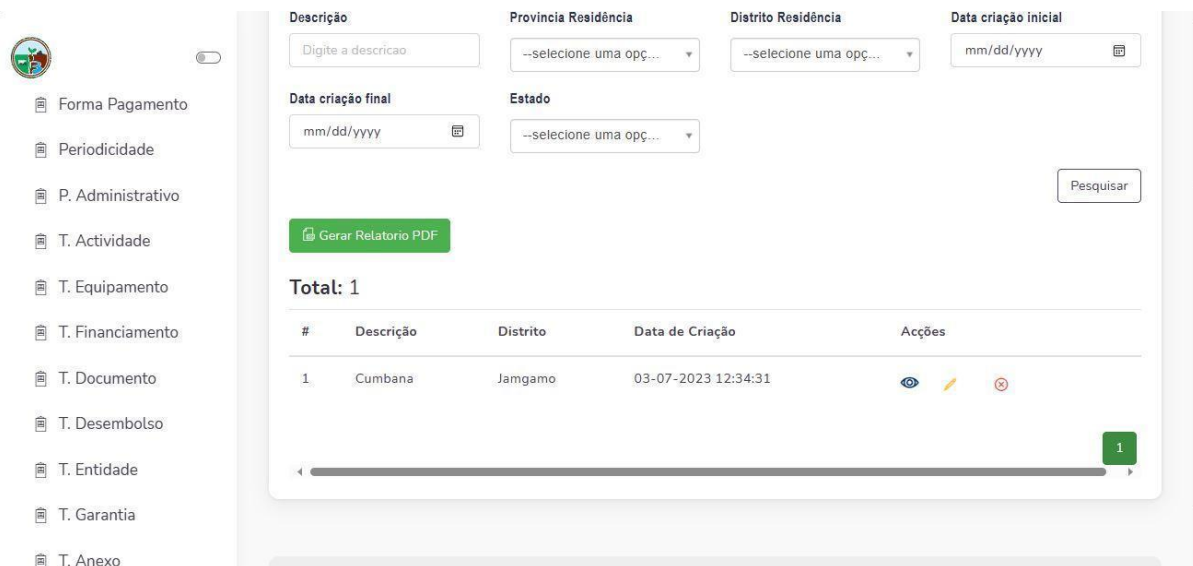 Descrição Provincia Residência Distrito Residência Data criação inicial
Digite a descricao --selecione uma opç... --selecione uma opç... mm/dd/yyyy
Data criação final Estado
mm/dd/yyyy --selecione uma opç...
Pesquisar
Gerar Relatorio PDF
Total: 1
# Descrição Distrito Data de Criação Acções
1 Cumbana Jamgamo 03-07-2023 12:34:31
1
Forma Pagamento
Periodicidade
P. Administrativo
T. Actividade
T. Equipamento
T. Financiamento
T. Documento
T. Desembolso
T. Entidade
T. Garantia
T. Anexo